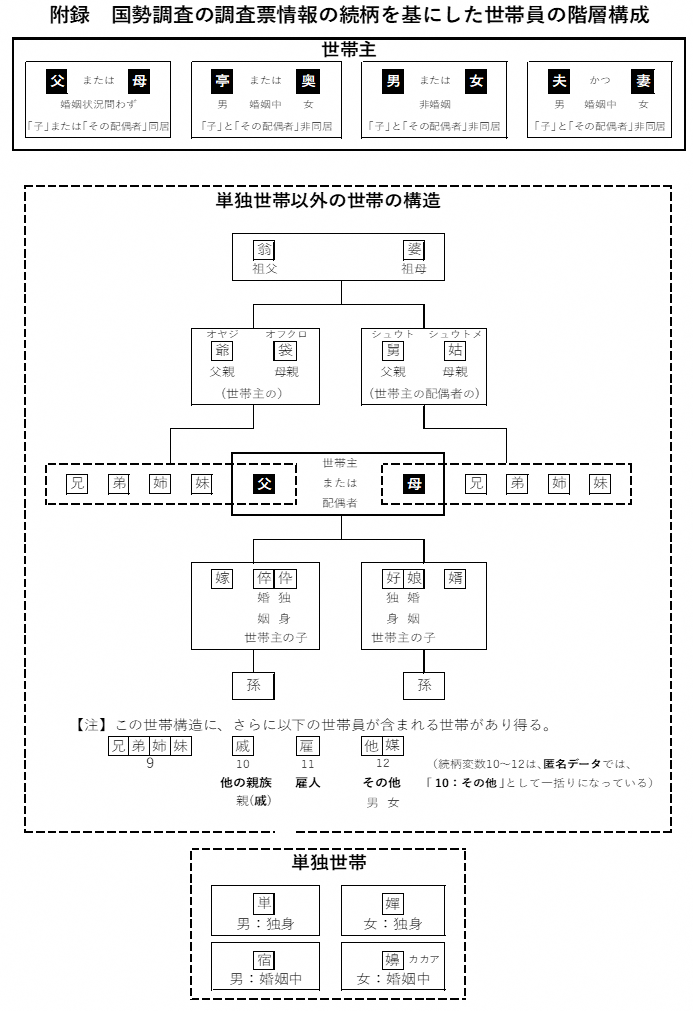 附録　国勢調査の調査票情報の続柄を基にした世帯員の階層構成
世帯主
父 または 母
婚姻状況問わず
「子」または「その配偶者」同居
亭 または 奥
男 婚姻中 女
「子」と「その配偶者」非同居
男 または 女
非婚姻
「子」と「その配偶者」非同居
夫 かつ 妻
男 婚姻中 女
「子」と「その配偶者」非同居
単独世帯以外の世帯の構造
翁 婆
祖父 祖母
オヤジ オフクロ
爺 袋
父親 母親
(世帯主の)
シュウト シュウトメ
舅 姑
父親 母親
(世帯主の配偶者の)
兄 弟 姉 妹 父
世帯主
または
配偶者
母 兄 弟 姉 妹
嫁 倅 伜
婚 独
姻 身
世帯主の子
好 娘 婿
独 婚
身 姻
世帯主の子
孫 孫
【注】この世帯構造に、さらに以下の世帯員が含まれる世帯があり得る。
兄 弟 姉 妹
9
戚
10
他の親族
親(戚)
雇
11
雇人
他 媒
12
その他
男 女
(続柄変数10～12は、匿名データでは、
「10：その他」として一括りになっている)
単独世帯
単
男：独身
嬋
女：独身
宿
男：婚姻中
嬶 カカア
女：婚姻中